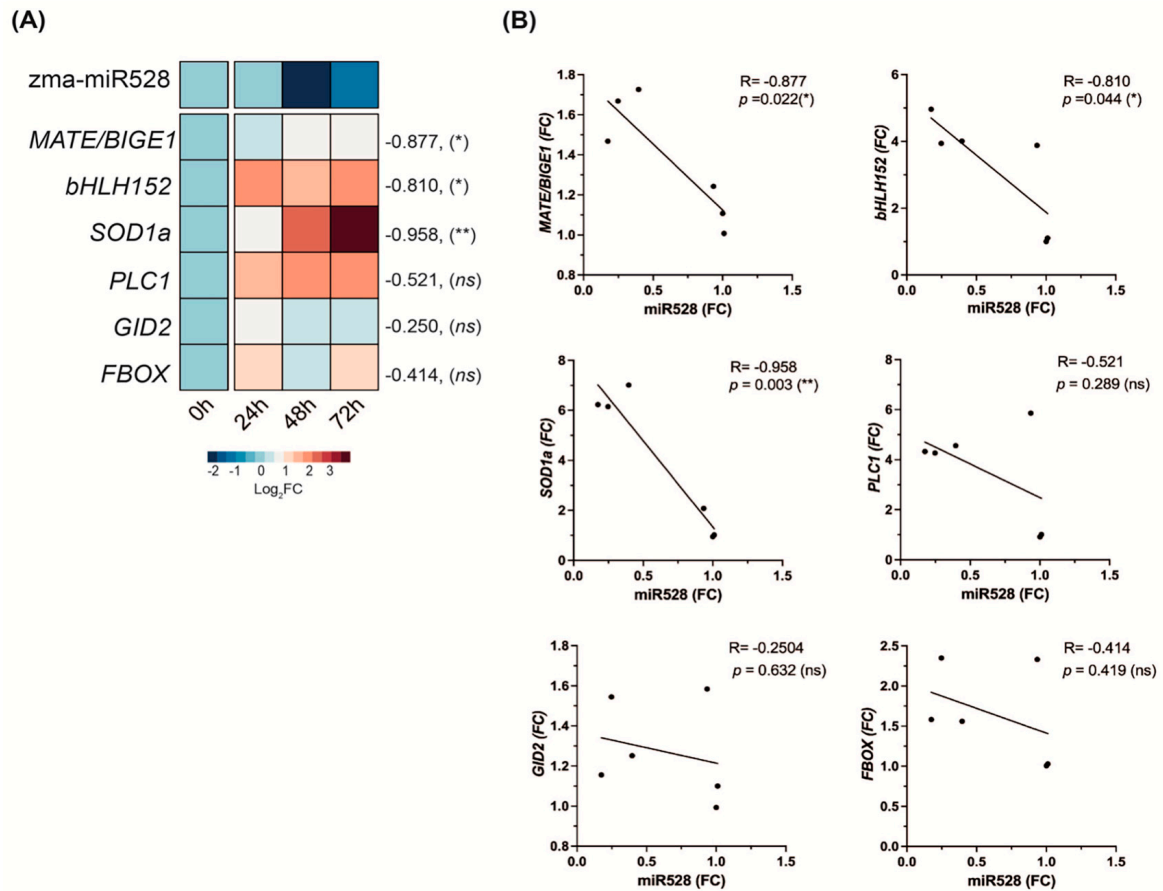 (A)
zma-miR528
MATE/BIGE1
-0.877, (*)
bHLH152
-0.810, (*)
SOD1a
-0.958, (**)
PLC1
-0.521, (ns)
GID2
-0.250, (ns)
FBOX
-0.414, (ns)
0h
24h
48h
72h
-2 -1 0 1 2 3
Log₂FC
(B)
R= -0.877
p =0.022(*)
MATE/BIGE1 (FC)
1.8
1.6
1.4
1.2
1.0
0.8
0.0 0.5 1.0 1.5
miR528 (FC)
R= -0.810
p =0.044 (*)
bHLH152 (FC)
6
4
2
0
0.0 0.5 1.0 1.5
miR528 (FC)
R= -0.958
p = 0.003 (**)
SOD1a (FC)
8
6
4
2
0
0.0 0.5 1.0 1.5
miR528 (FC)
R= -0.521
p = 0.289 (ns)
PLC1 (FC)
8
6
4
2
0
0.0 0.5 1.0 1.5
miR528 (FC)
R= -0.2504
p = 0.632 (ns)
GID2 (FC)
1.8
1.6
1.4
1.2
1.0
0.8
0.0 0.5 1.0 1.5
miR528 (FC)
R= -0.414
p = 0.419 (ns)
FBOX (FC)
2.5
2.0
1.5
1.0
0.5
0.0
0.0 0.5 1.0 1.5
miR528 (FC)